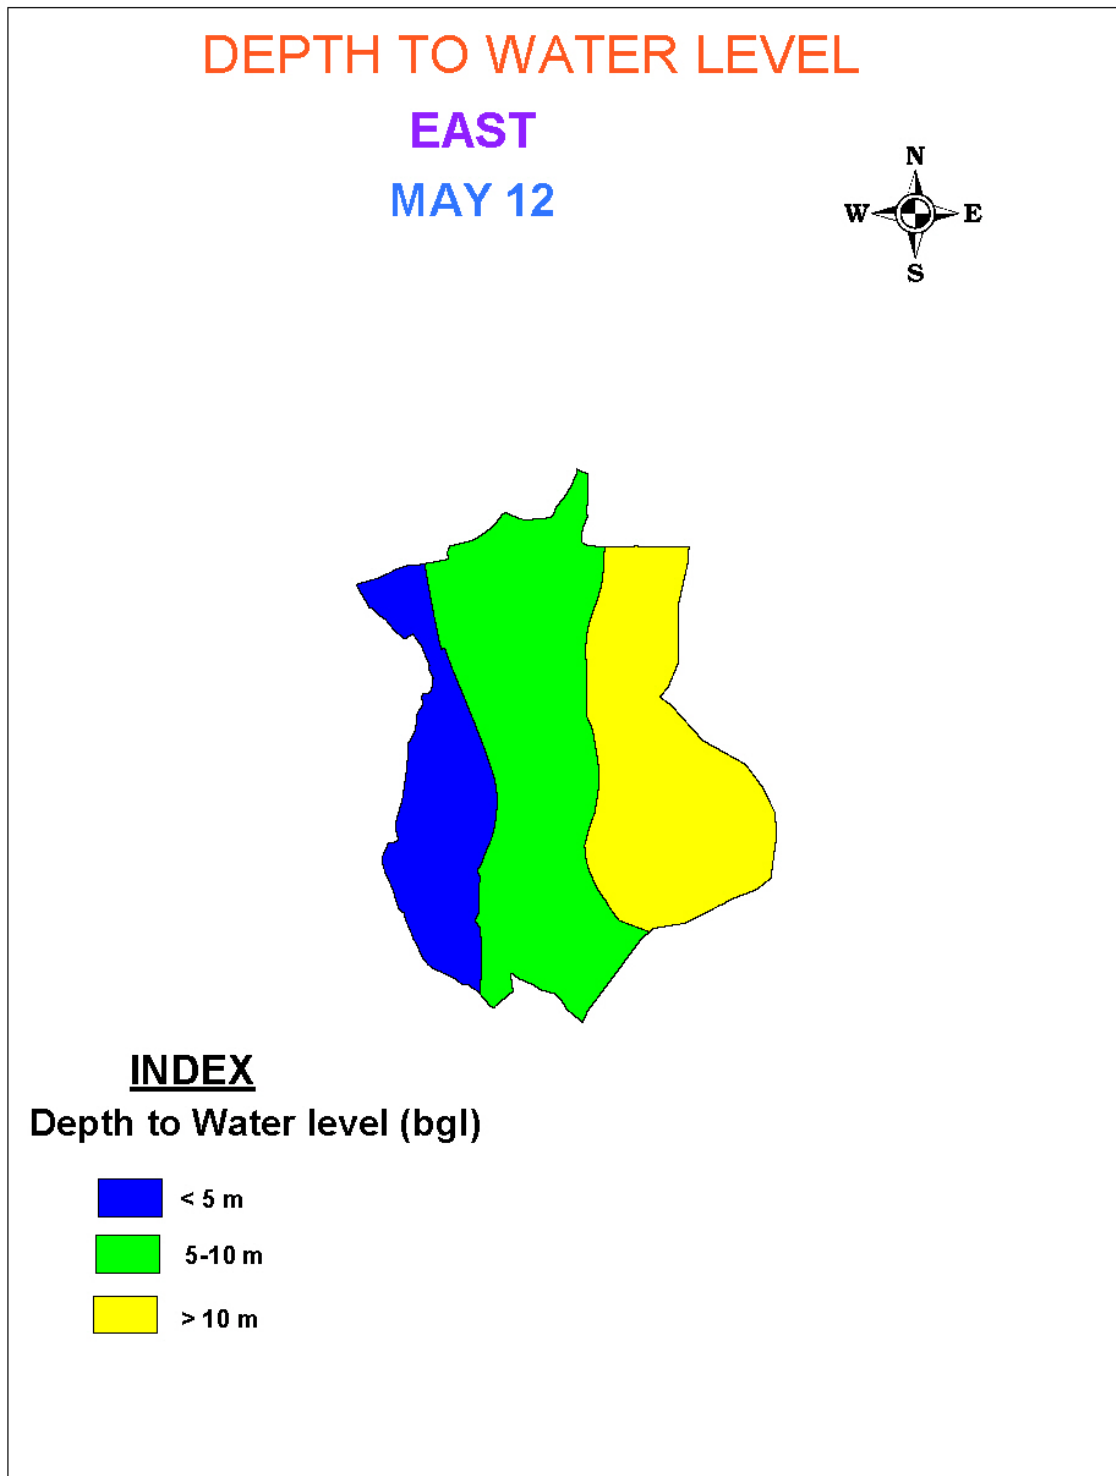 DEPTH TO WATER LEVEL
EAST
MAY 12
N
W E
S
INDEX
Depth to Water level (bgl)
< 5 m
5-10 m
> 10 m